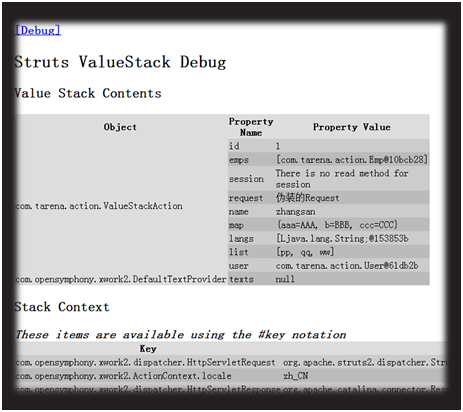 [Debug]
Struts ValueStack Debug
Value Stack Contents
Object Property Name Property Value
com.tarena.action.ValueStackAction
id 1
emps [com.tarena.action.Emp@10bcb28]
session There is no read method for session
request 伪装的Request
name zhangsan
map {aaa=AAA, b=BBB, ccc=CCC}
langs [Ljava.lang.String;@153853b
list [pp, qq, ww]
user com.tarena.action.User@61db2b
com.opensymphony.xwork2.DefaultTextProvider texts null
Stack Context
These items are available using the #key notation
Key
com.opensymphony.xwork2.dispatcher.HttpServletRequest org.apache.struts2.dispatcher.Stru
com.opensymphony.xwork2.ActionContext.locale zh_CN
com.opensymphony.xwork2.dispatcher.HttpServletResponse org.apache.catalina.connector.Res